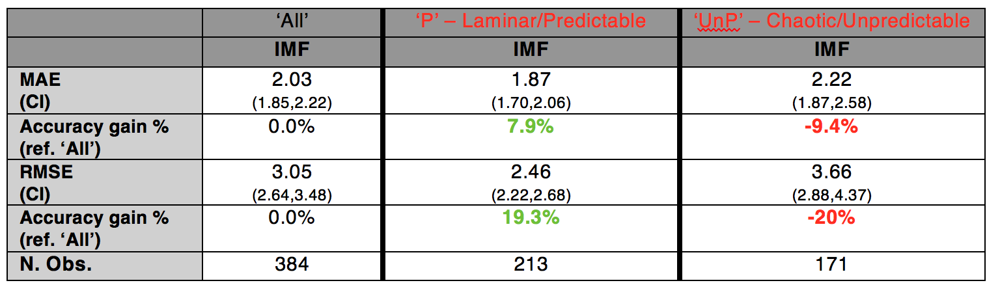 ‘All’ ‘P’ – Laminar/Predictable ‘UnP’ – Chaotic/Unpredictable
IMF IMF IMF
MAE 2.03 1.87 2.22
(CI) (1.85,2.22) (1.70,2.06) (1.87,2.58)
Accuracy gain % 0.0% 7.9% -9.4%
(ref. ‘All’)
RMSE 3.05 2.46 3.66
(CI) (2.64,3.48) (2.22,2.68) (2.88,4.37)
Accuracy gain % 0.0% 19.3% -20%
(ref. ‘All’)
N. Obs. 384 213 171